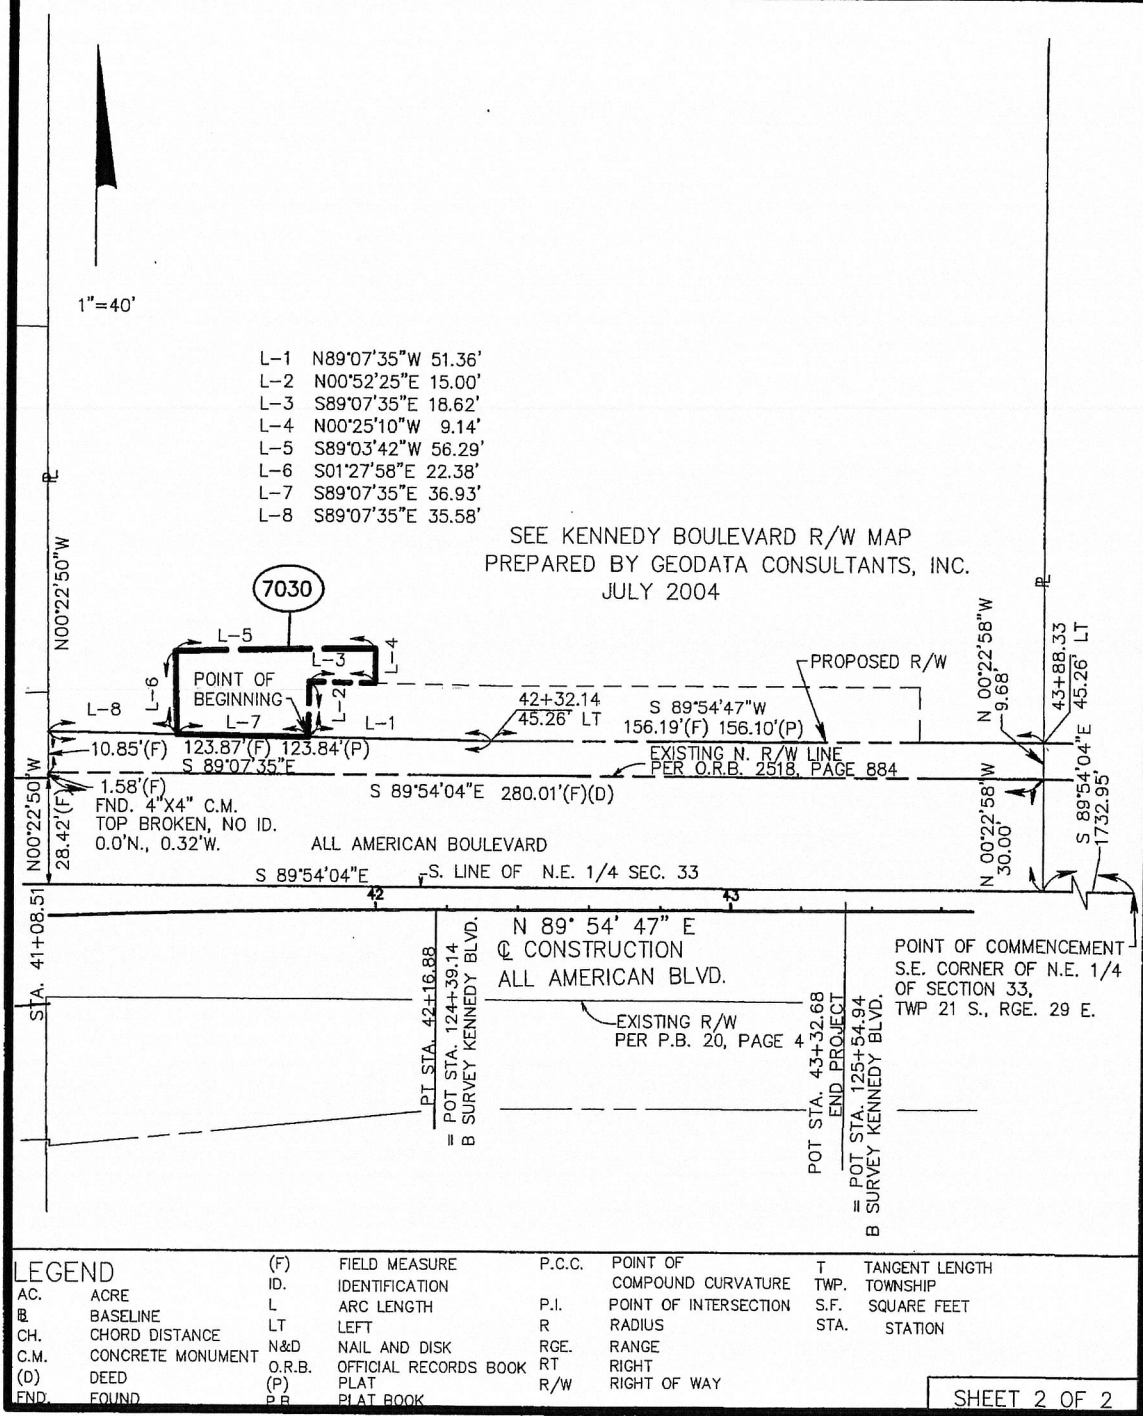 1"=40'
L-1 N89°07'35"W 51.36'
L-2 N00°52'25"E 15.00'
L-3 S89°07'35"E 18.62'
L-4 N00°25'10"W 9.14'
L-5 S89°03'42"W 56.29'
L-6 S01°27'58"E 22.38'
L-7 S89°07'35"E 36.93'
L-8 S89°07'35"E 35.58'
SEE KENNEDY BOULEVARD R/W MAP
PREPARED BY GEODATA CONSULTANTS, INC.
JULY 2004
PL
N00°22'50"W
7030
L-5
L-4
L-3
L-6
POINT OF
BEGINNING
L-2
L-8
L-7
L-1
42+32.14
45.26' LT
PROPOSED R/W
S 89°54'47"W
156.19'(F) 156.10'(P)
PL
N 00°22'58"W
9.68'
43+88.33
45.26' LT
10.85'(F) 123.87'(F) 123.84'(P)
S 89°07'35"E
EXISTING N. R/W LINE
PER O.R.B. 2518, PAGE 884
1.58'(F)
FND. 4"X4" C.M.
TOP BROKEN, NO ID.
0.0'N., 0.32'W.
S 89°54'04"E 280.01'(F)(D)
N00°22'50"W
28.42'(F)
N 00°22'58"W
30.00'
S 89°54'04"E
1732.95'
ALL AMERICAN BOULEVARD
S 89°54'04"E
S. LINE OF N.E. 1/4 SEC. 33
42
43
STA. 41+08.51
N 89° 54' 47" E
℄ CONSTRUCTION
ALL AMERICAN BLVD.
POINT OF COMMENCEMENT
S.E. CORNER OF N.E. 1/4
OF SECTION 33,
TWP 21 S., RGE. 29 E.
PT STA. 42+16.88
= POT STA. 124+39.14
B SURVEY KENNEDY BLVD.
EXISTING R/W
PER P.B. 20, PAGE 4
POT STA. 43+32.68
END PROJECT
= POT STA. 125+54.94
B SURVEY KENNEDY BLVD.
LEGEND
AC. ACRE
B BASELINE
CH. CHORD DISTANCE
C.M. CONCRETE MONUMENT
(D) DEED
FND. FOUND
(F) FIELD MEASURE
ID. IDENTIFICATION
L ARC LENGTH
LT LEFT
N&D NAIL AND DISK
O.R.B. OFFICIAL RECORDS BOOK
(P) PLAT
P.B. PLAT BOOK
P.C.C. POINT OF
COMPOUND CURVATURE
P.I. POINT OF INTERSECTION
R RADIUS
RGE. RANGE
RT RIGHT
R/W RIGHT OF WAY
T TANGENT LENGTH
TWP. TOWNSHIP
S.F. SQUARE FEET
STA. STATION
SHEET 2 OF 2